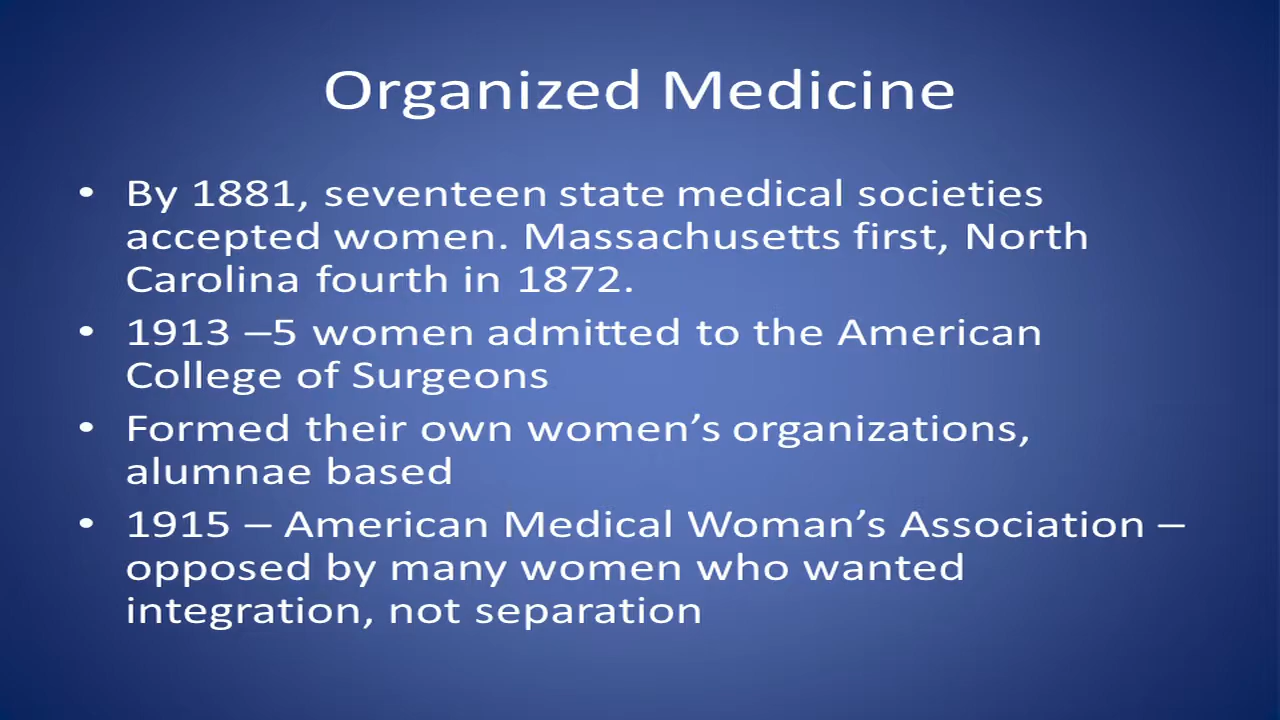 Organized Medicine
• By 1881, seventeen state medical societies
accepted women. Massachusetts first, North
Carolina fourth in 1872.
• 1913 –5 women admitted to the American
College of Surgeons
• Formed their own women’s organizations,
alumnae based
• 1915 – American Medical Woman’s Association –
opposed by many women who wanted
integration, not separation